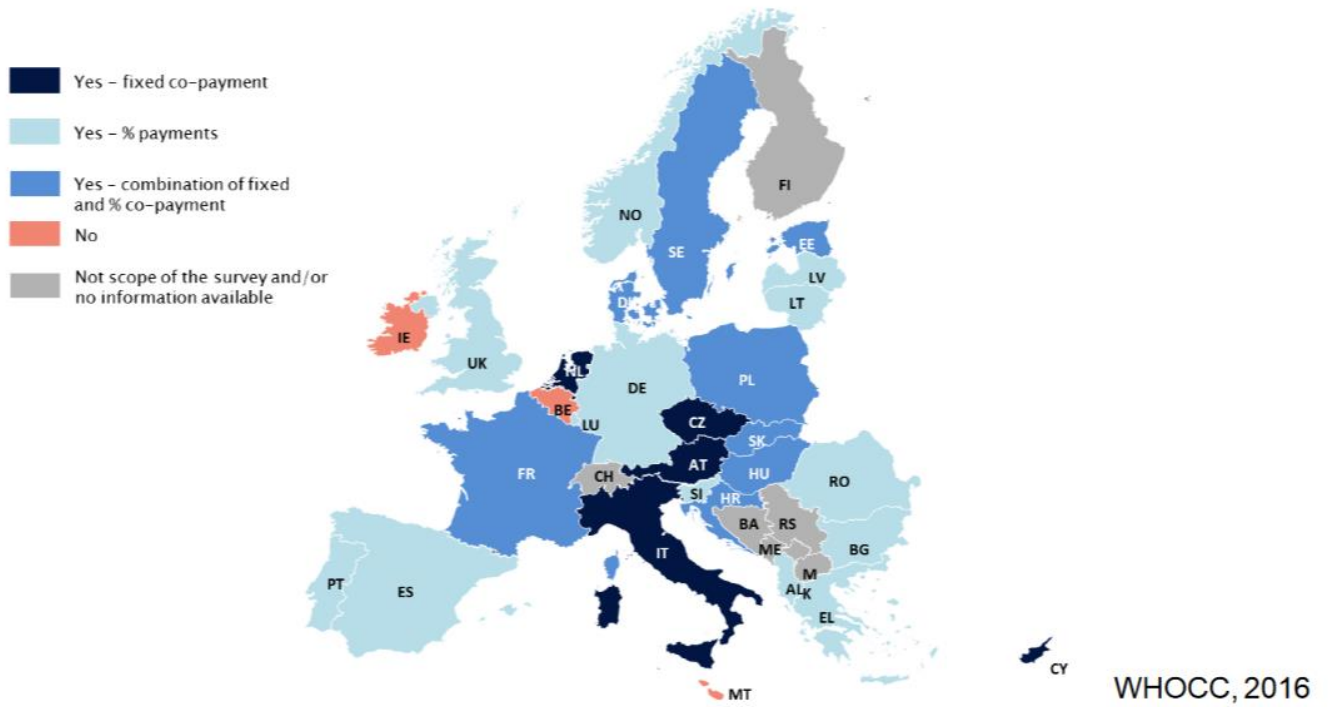 Yes – fixed co-payment
Yes – % payments
Yes – combination of fixed
and % co-payment
No
Not scope of the survey and/or
no information available
FI
NO
SE
EE
LV
LT
DK
IE
UK
NL
DE
PL
BE
LU
CZ
SK
FR
CH
AT
HU
SI
HR
RO
BA
RS
IT
ME
BG
M
K
AL
PT
ES
EL
CY
MT
WHOCC, 2016